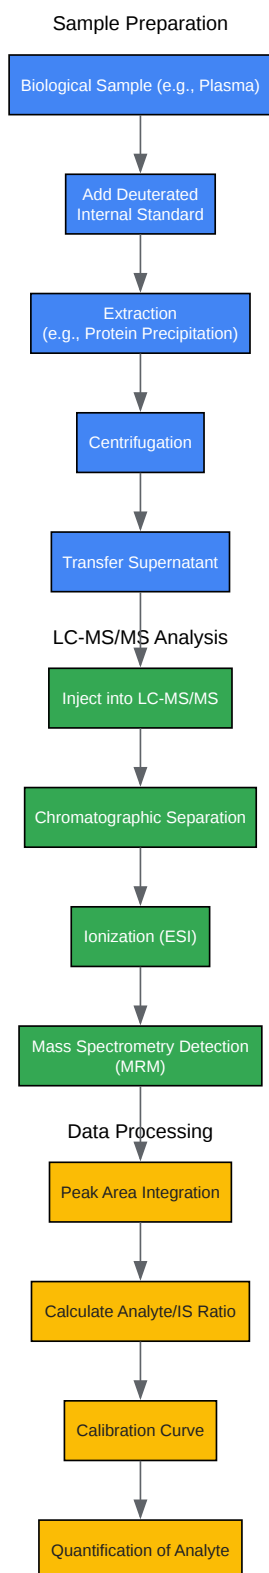 Sample Preparation
Biological Sample (e.g., Plasma)
Add Deuterated
Internal Standard
Extraction
(e.g., Protein Precipitation)
Centrifugation
Transfer Supernatant
LC-MS/MS Analysis
Inject into LC-MS/MS
Chromatographic Separation
Ionization (ESI)
Mass Spectrometry Detection
(MRM)
Data Processing
Peak Area Integration
Calculate Analyte/IS Ratio
Calibration Curve
Quantification of Analyte